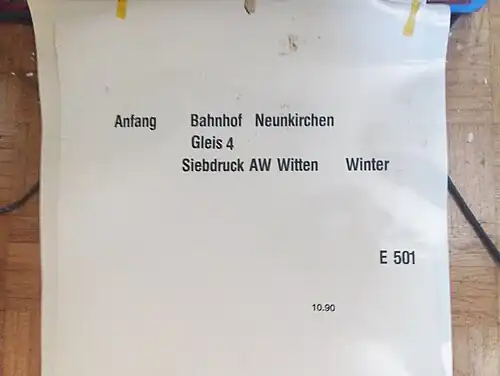 Anfang Bahnhof Neunkirchen
Gleis 4
Siebdruck AW Witten Winter
E 501
10.90